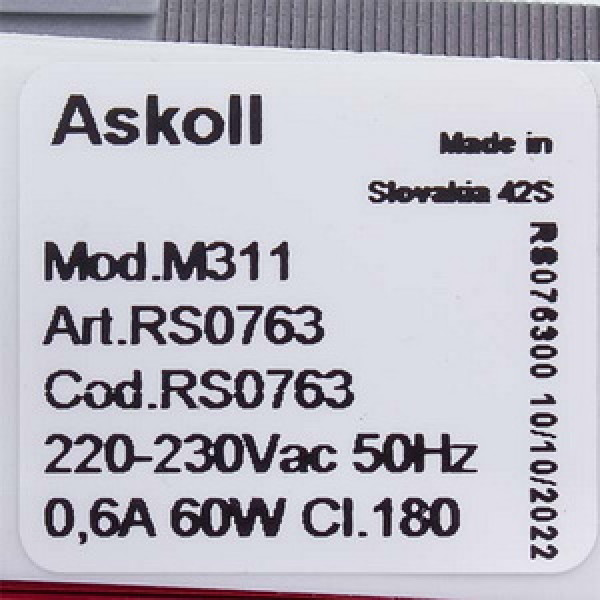 Askoll
Made in
Slovakia 42S
Mod.M311
Art.RS0763
Cod.RS0763
220-230Vac 50Hz
0,6A 60W Cl.180
RS076300 10/10/2022